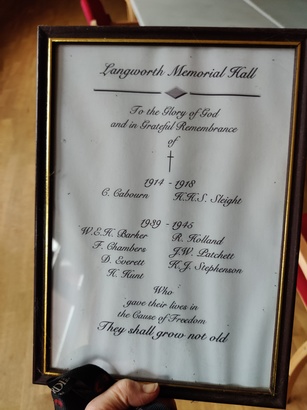 Langworth Memorial Hall
To the Glory of God
and in Grateful Remembrance
of
1914 - 1918
C. Cabourn H.H.S. Sleight
1939 - 1945
W.E.H. Barker R. Holland
F. Chambers J.W. Patchett
D. Everett H.J. Stephenson
H. Hunt
Who
gave their lives in
the Cause of Freedom
They shall grow not old